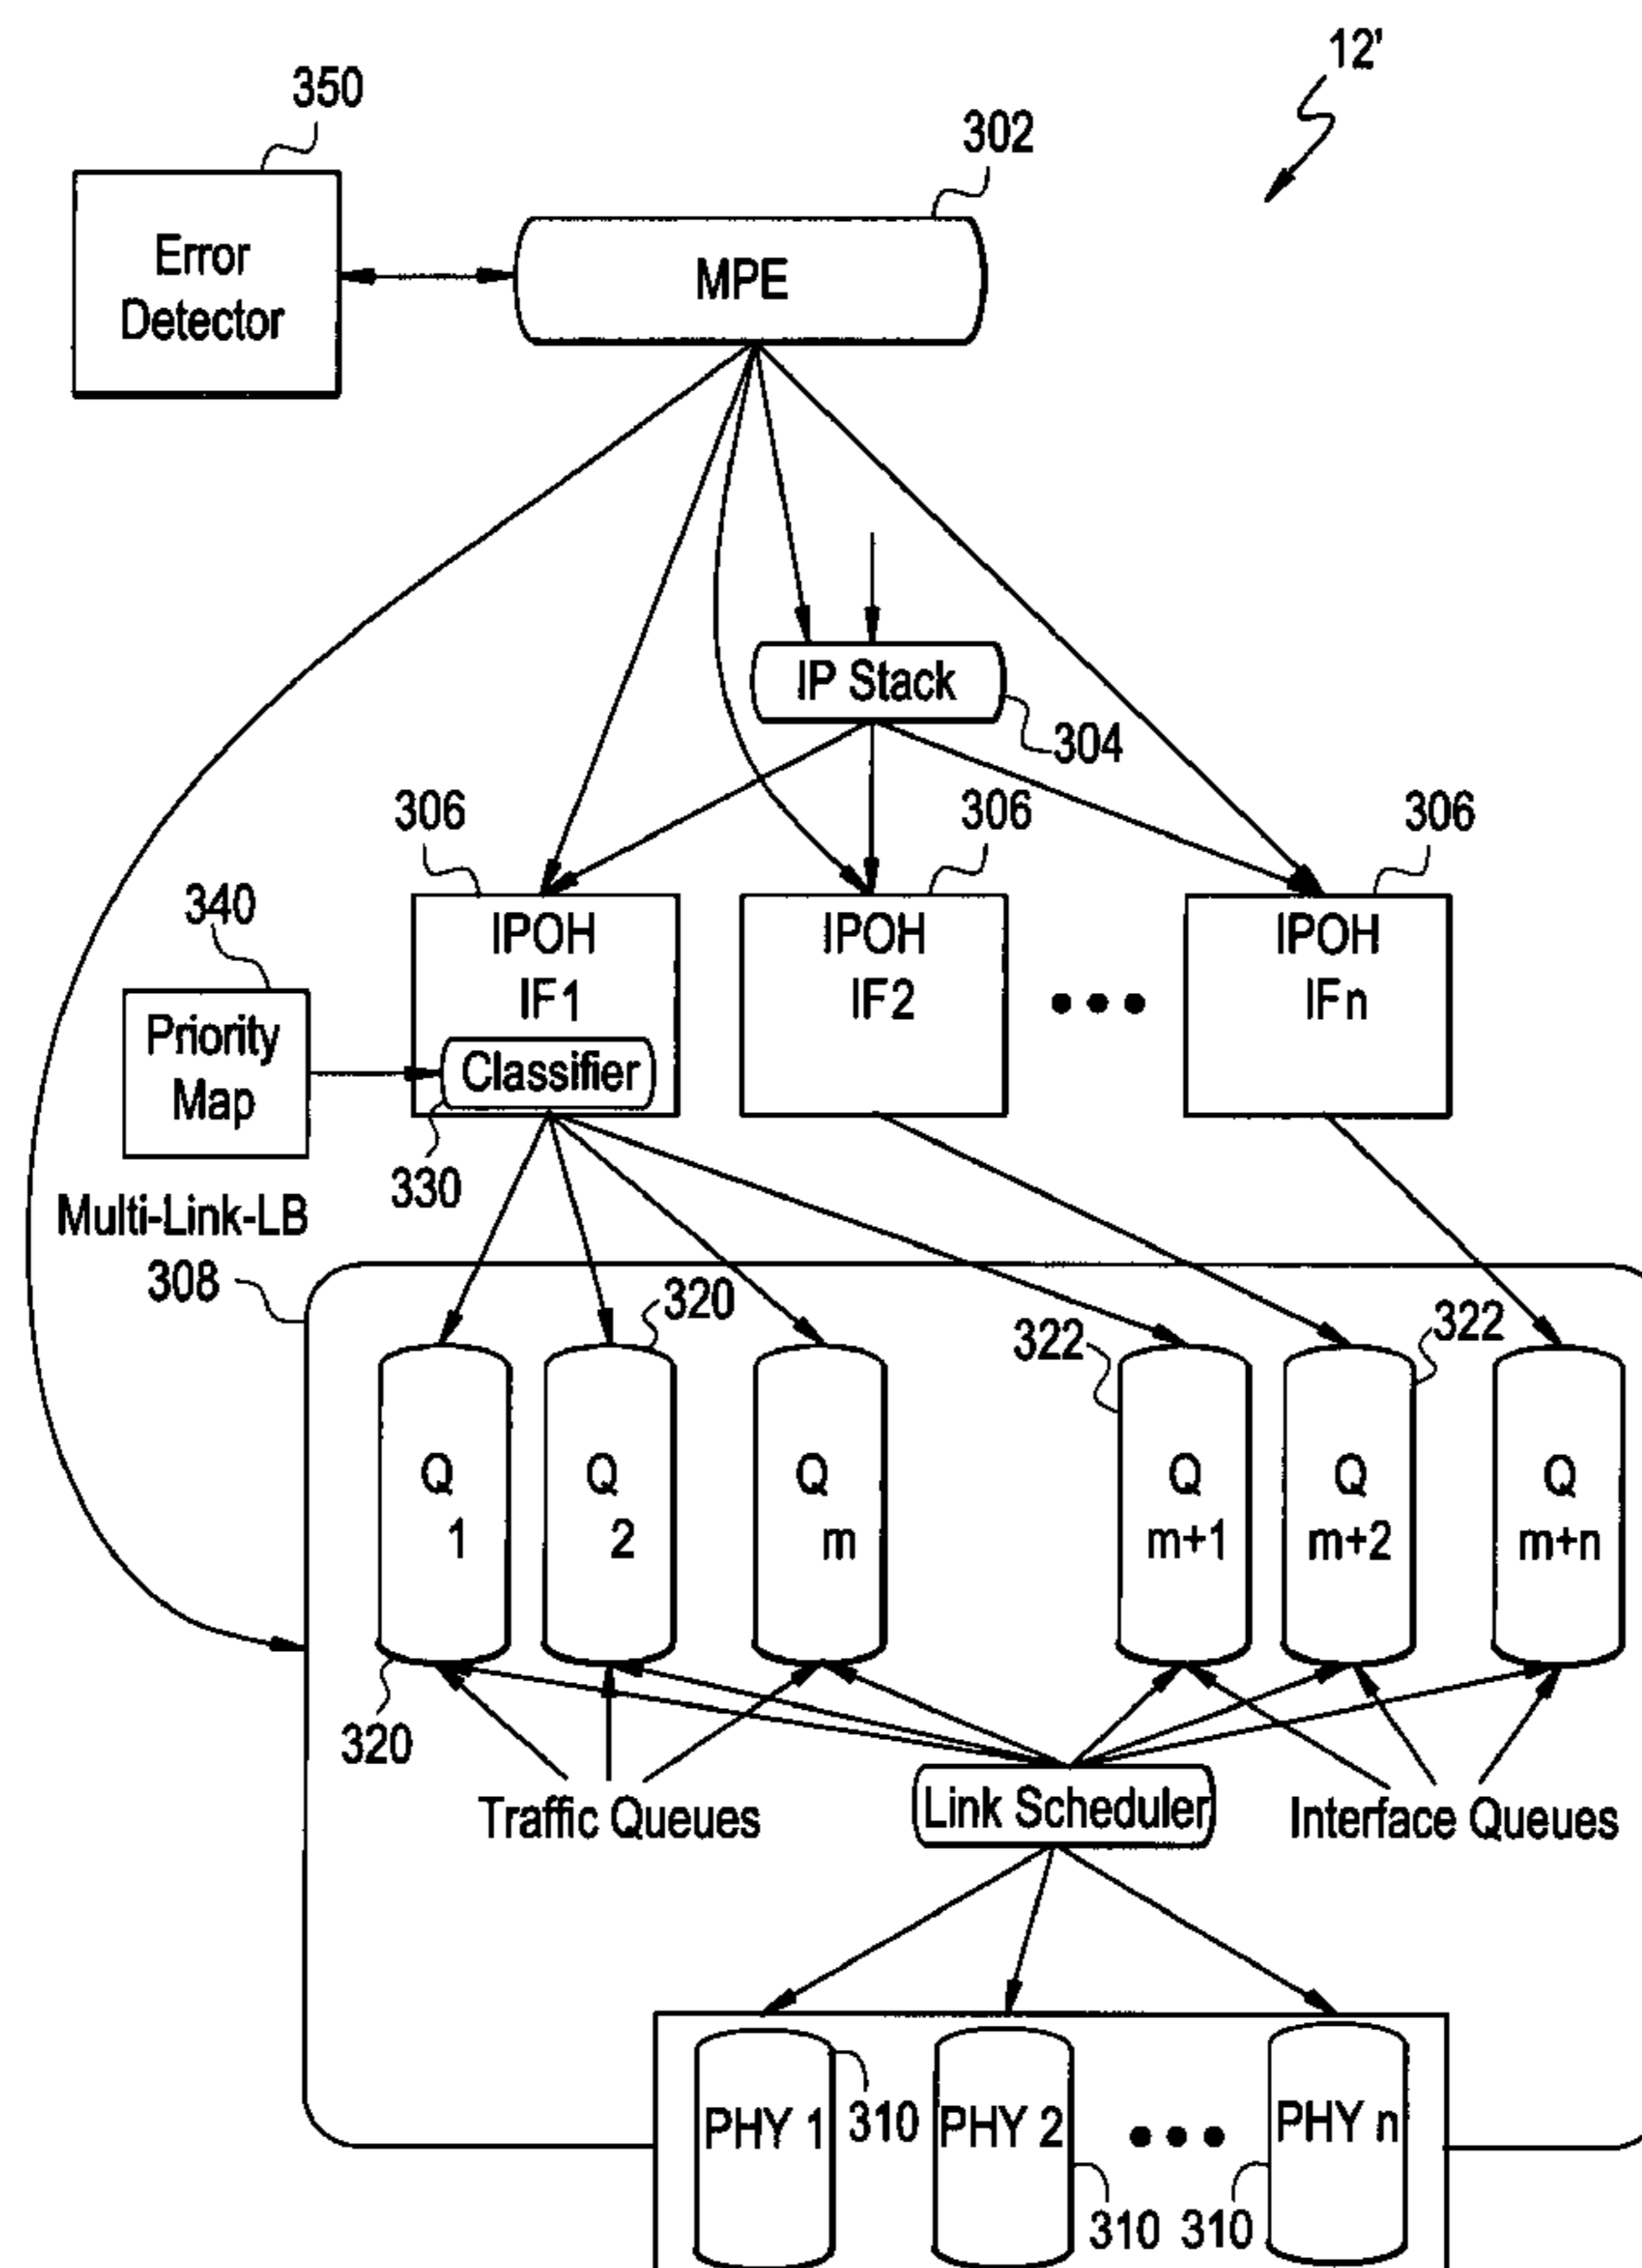 12'
350
302
Error
Detector
MPE
IP Stack
304
306
306
306
340
IPOH
IF1
IPOH
IF2
IPOH
IFn
Priority
Map
Classifier
330
Multi-Link-LB
308
320
322
322
Q
1
Q
2
Q
m
Q
m+1
Q
m+2
Q
m+n
320
Traffic Queues
Link Scheduler
Interface Queues
PHY 1
310
PHY 2
310
310
PHY n